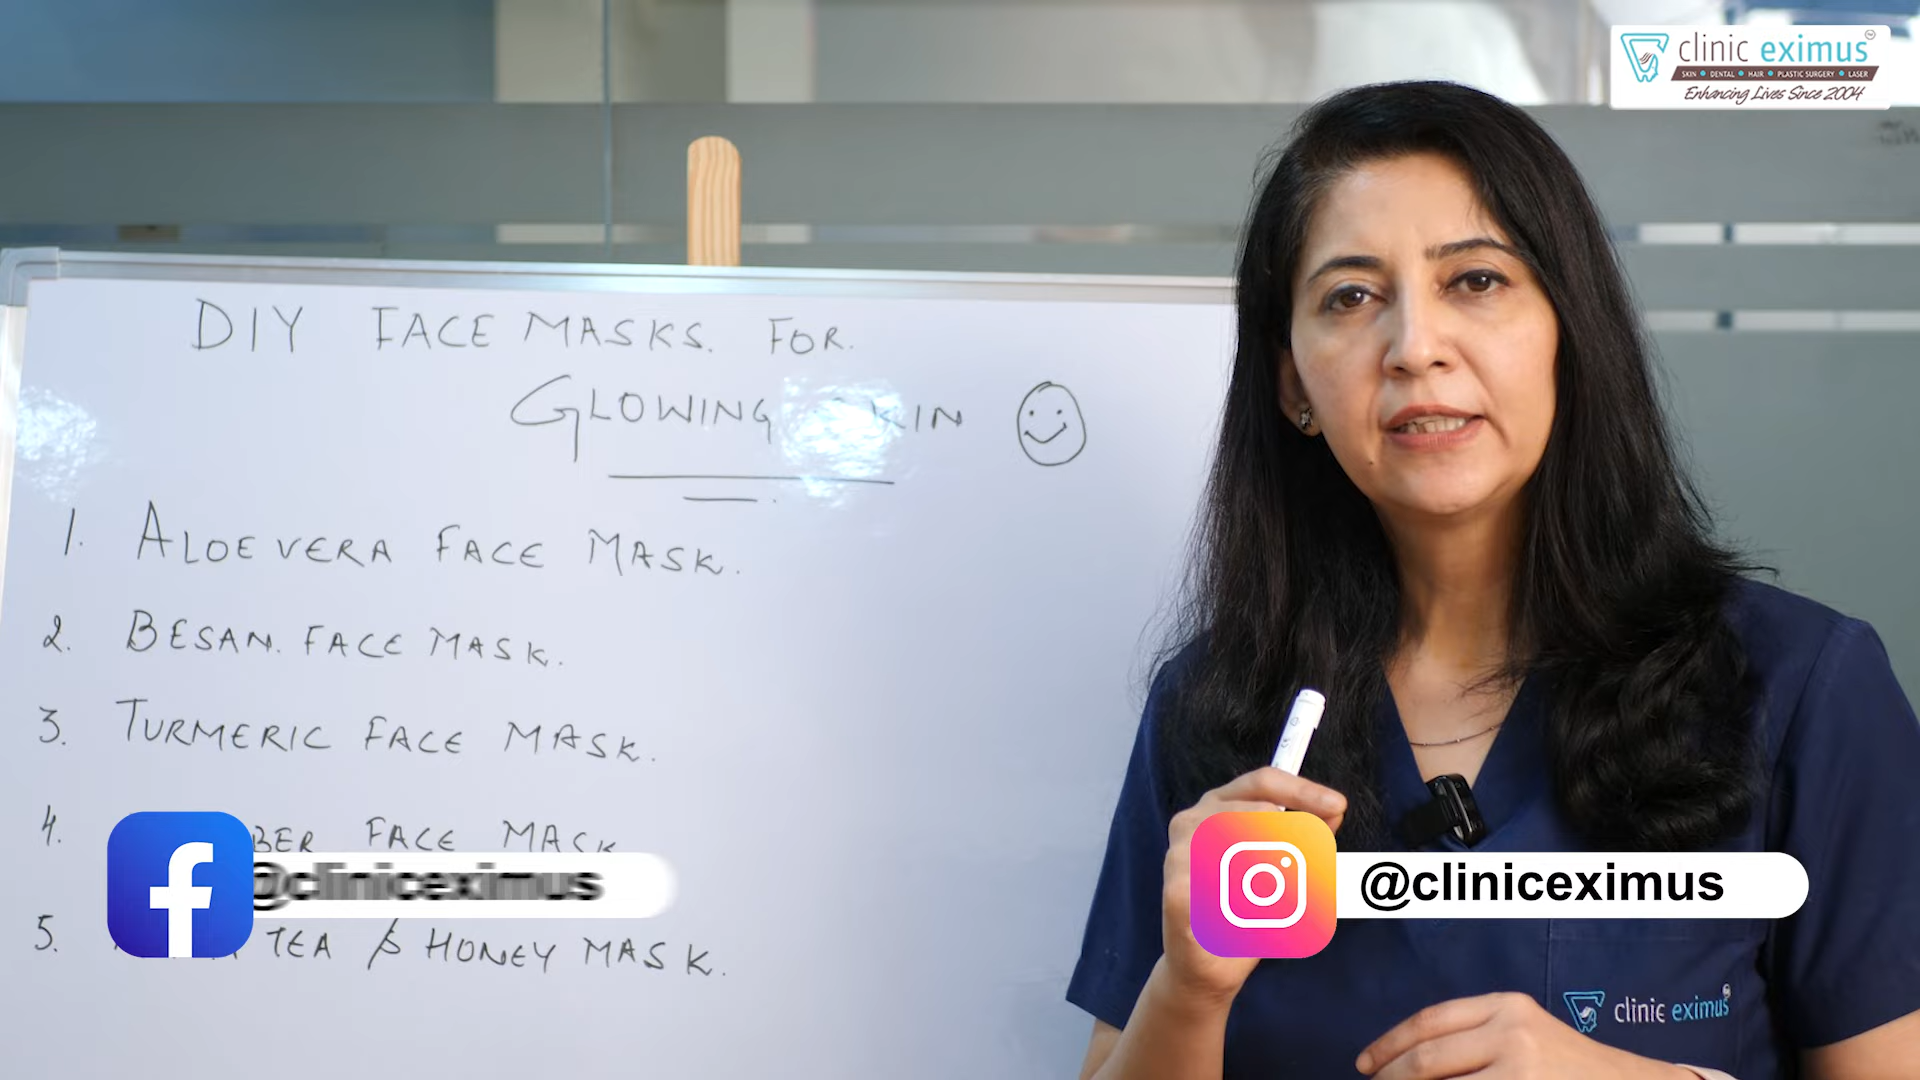 clinic eximus
SKIN • DENTAL • HAIR • PLASTIC SURGERY • LASER
Enhancing Lives Since 2004
DIY FACE MASKS. FOR.
GLOWING SKIN
1. ALOEVERA FACE MASK.
2. BESAN. FACE MASK.
3. TURMERIC FACE MASK.
4. FACE MASK
@cliniceximus
@cliniceximus
5. TEA & HONEY MASK.
clinic eximus